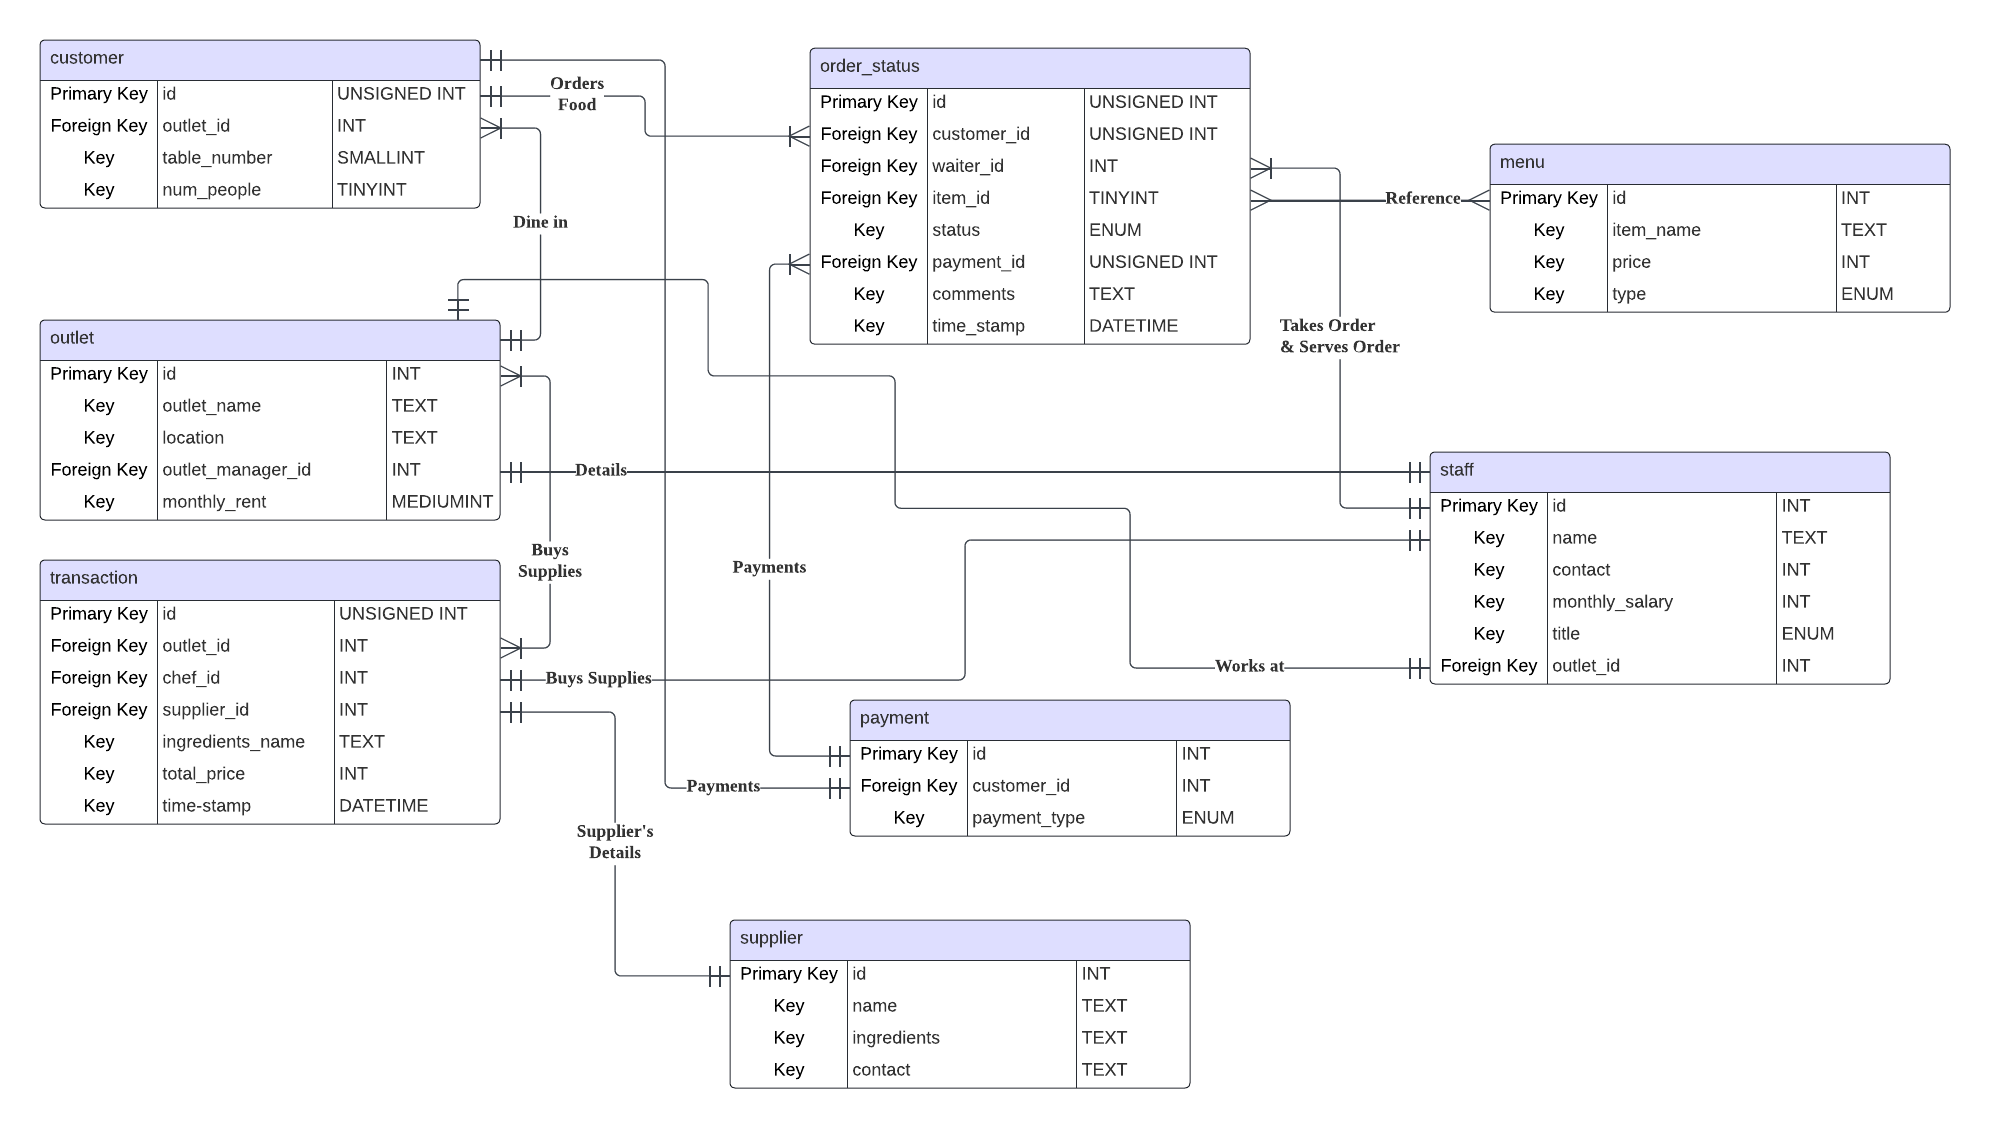 customer
Primary Key id UNSIGNED INT
Foreign Key outlet_id INT
Key table_number SMALLINT
Key num_people TINYINT
Orders
Food
Dine in
order_status
Primary Key id UNSIGNED INT
Foreign Key customer_id UNSIGNED INT
Foreign Key waiter_id INT
Foreign Key item_id TINYINT
Key status ENUM
Foreign Key payment_id UNSIGNED INT
Key comments TEXT
Key time_stamp DATETIME
Reference
menu
Primary Key id INT
Key item_name TEXT
Key price INT
Key type ENUM
Takes Order
& Serves Order
outlet
Primary Key id INT
Key outlet_name TEXT
Key location TEXT
Foreign Key outlet_manager_id INT
Key monthly_rent MEDIUMINT
Details
staff
Primary Key id INT
Key name TEXT
Key contact INT
Key monthly_salary INT
Key title ENUM
Foreign Key outlet_id INT
Buys
Supplies
Payments
Works at
transaction
Primary Key id UNSIGNED INT
Foreign Key outlet_id INT
Foreign Key chef_id INT
Foreign Key supplier_id INT
Key ingredients_name TEXT
Key total_price INT
Key time-stamp DATETIME
Buys Supplies
Payments
payment
Primary Key id INT
Foreign Key customer_id INT
Key payment_type ENUM
Supplier's
Details
supplier
Primary Key id INT
Key name TEXT
Key ingredients TEXT
Key contact TEXT